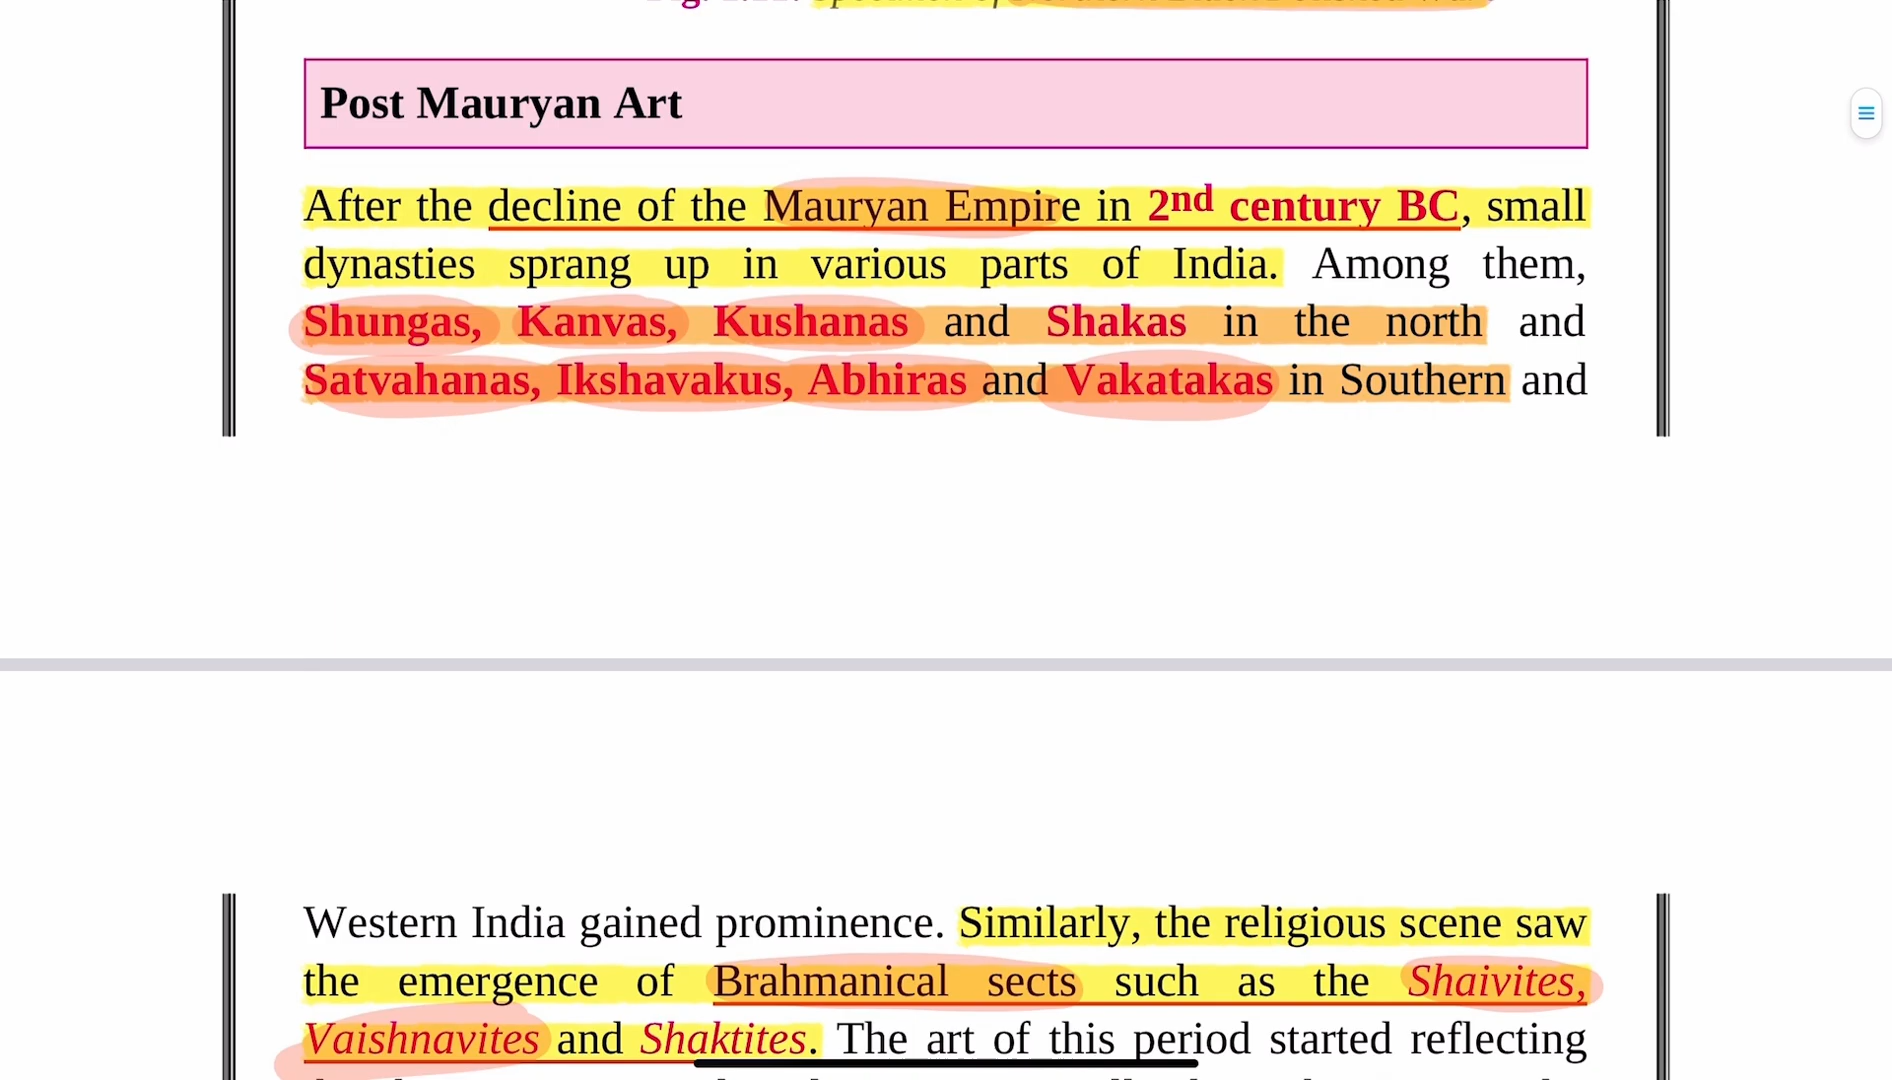 Post Mauryan Art
After the decline of the Mauryan Empire in 2nd century BC, small
dynasties sprang up in various parts of India. Among them,
Shungas, Kanvas, Kushanas and Shakas in the north and
Satvahanas, Ikshavakus, Abhiras and Vakatakas in Southern and
Western India gained prominence. Similarly, the religious scene saw
the emergence of Brahmanical sects such as the Shaivites,
Vaishnavites and Shaktites. The art of this period started reflecting